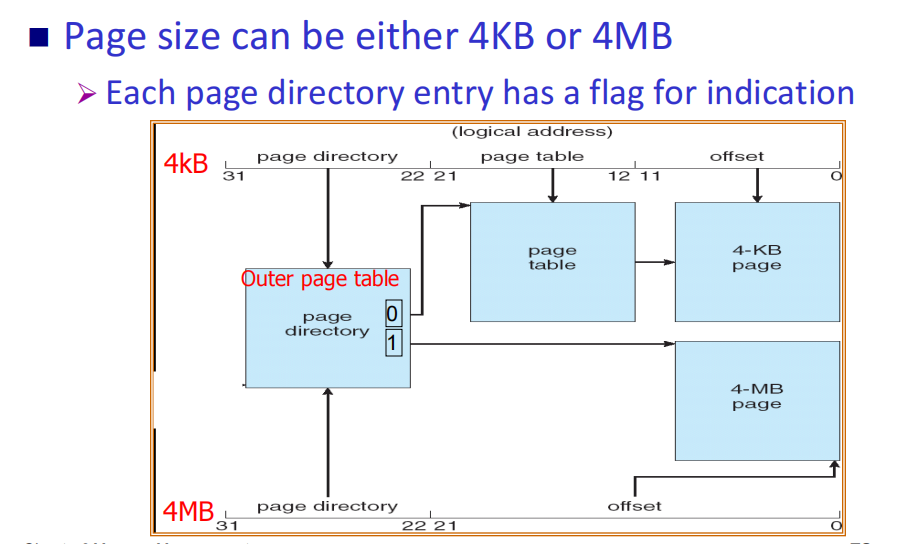 Page size can be either 4KB or 4MB
Each page directory entry has a flag for indication
(logical address)
4kB
page directory
page table
offset
31
22 21
12 11
0
Outer page table
page
directory
0
1
page
table
4-KB
page
4-MB
page
4MB
page directory
offset
31
22 21
0